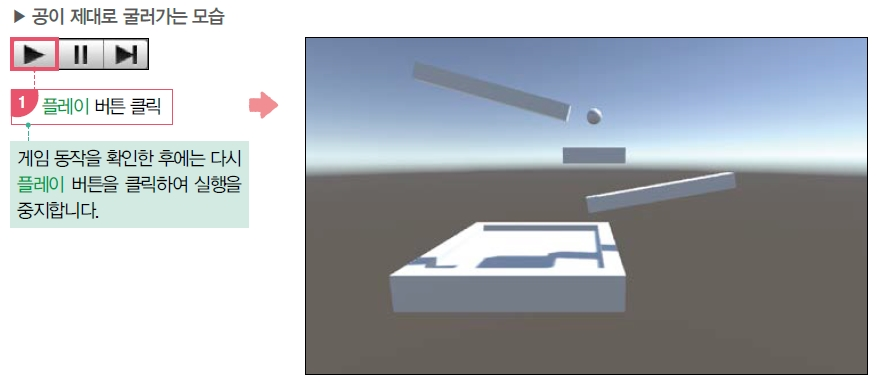 ▶ 공이 제대로 굴러가는 모습
1 플레이 버튼 클릭
게임 동작을 확인한 후에는 다시
플레이 버튼을 클릭하여 실행을
중지합니다.